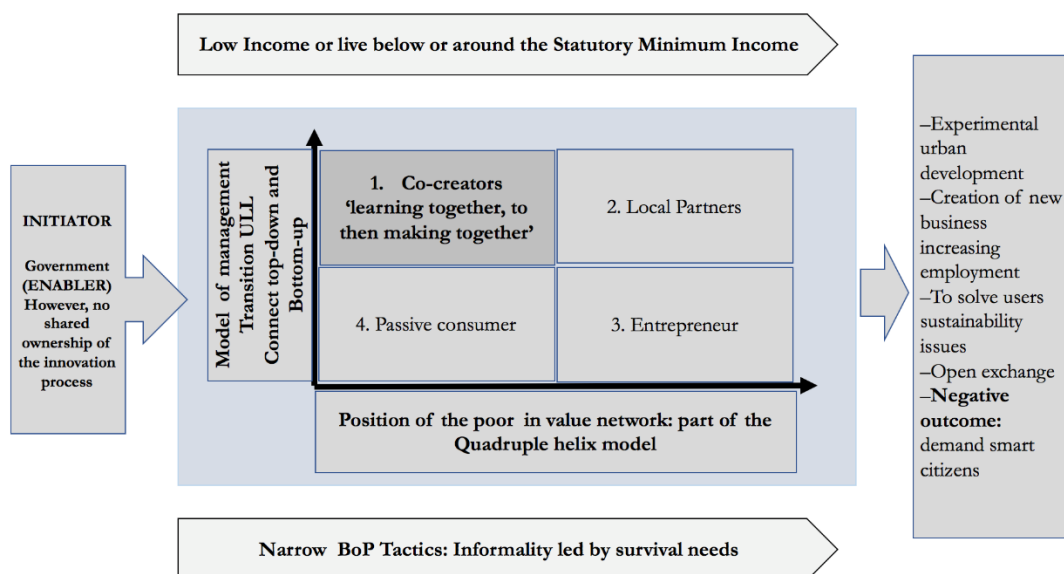 Low Income or live below or around the Statutory Minimum Income
INITIATOR
Government
(ENABLER)
However, no
shared
ownership of
the innovation
process
Model of management
Transition ULL
Connect top-down and
Bottom-up
1. Co-creators
‘learning together, to
then making together’
2. Local Partners
4. Passive consumer
3. Entrepreneur
Position of the poor in value network: part of the
Quadruple helix model
–Experimental
urban
development
–Creation of new
business
increasing
employment
–To solve users
sustainability
issues
–Open exchange
–Negative
outcome:
demand smart
citizens
Narrow BoP Tactics: Informality led by survival needs